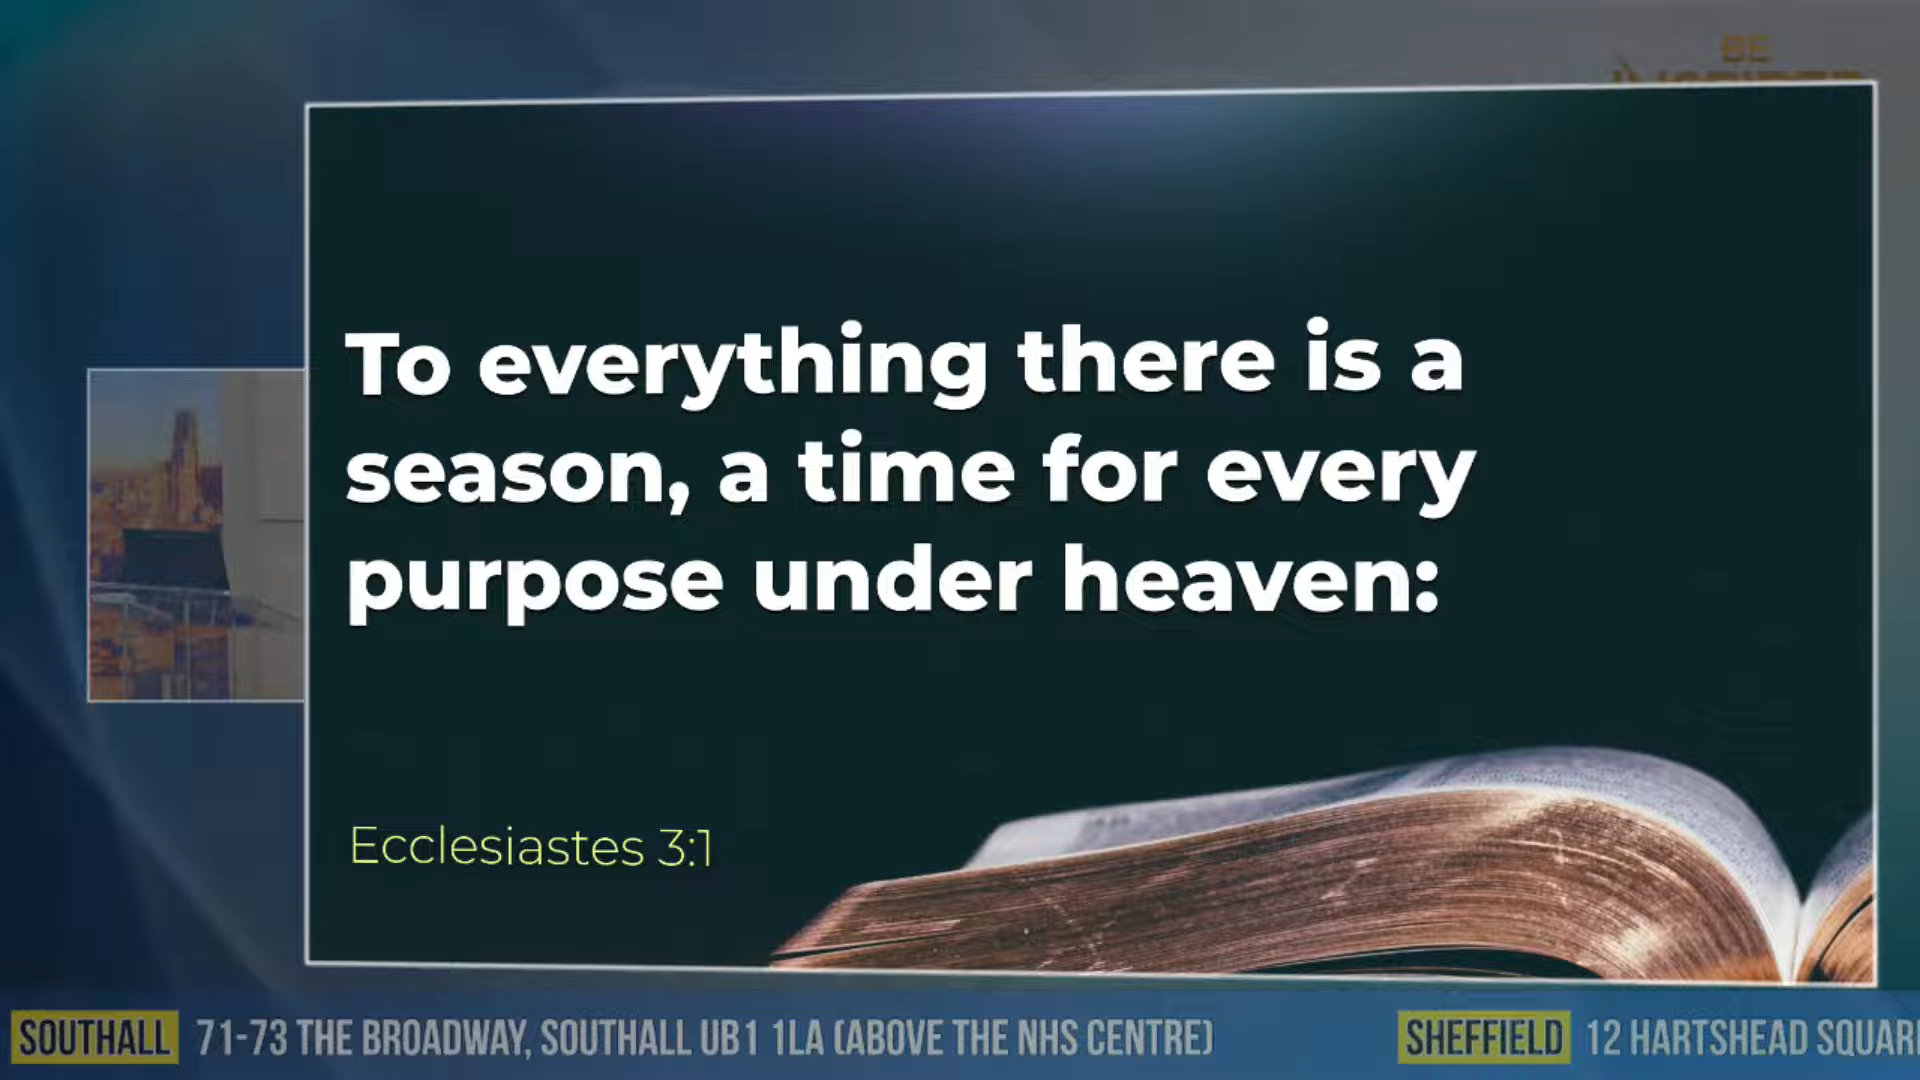 BE
To everything there is a
season, a time for every
purpose under heaven:
Ecclesiastes 3:1
SOUTHALL 71-73 THE BROADWAY, SOUTHALL UB1 1LA (ABOVE THE NHS CENTRE) SHEFFIELD 12 HARTSHEAD